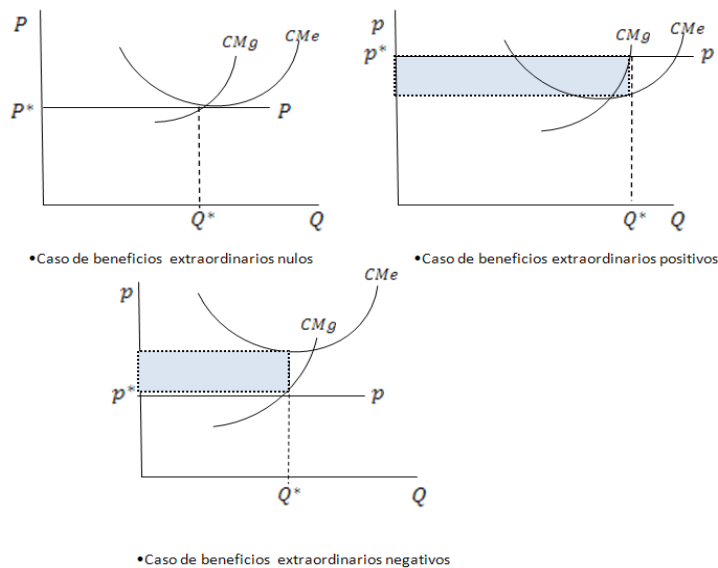 P
CMg
CMe
P*
P
Q*
Q
•Caso de beneficios extraordinarios nulos
p
CMg
CMe
p*
p
Q*
Q
•Caso de beneficios extraordinarios positivos
p
CMe
CMg
p*
p
Q*
Q
•Caso de beneficios extraordinarios negativos